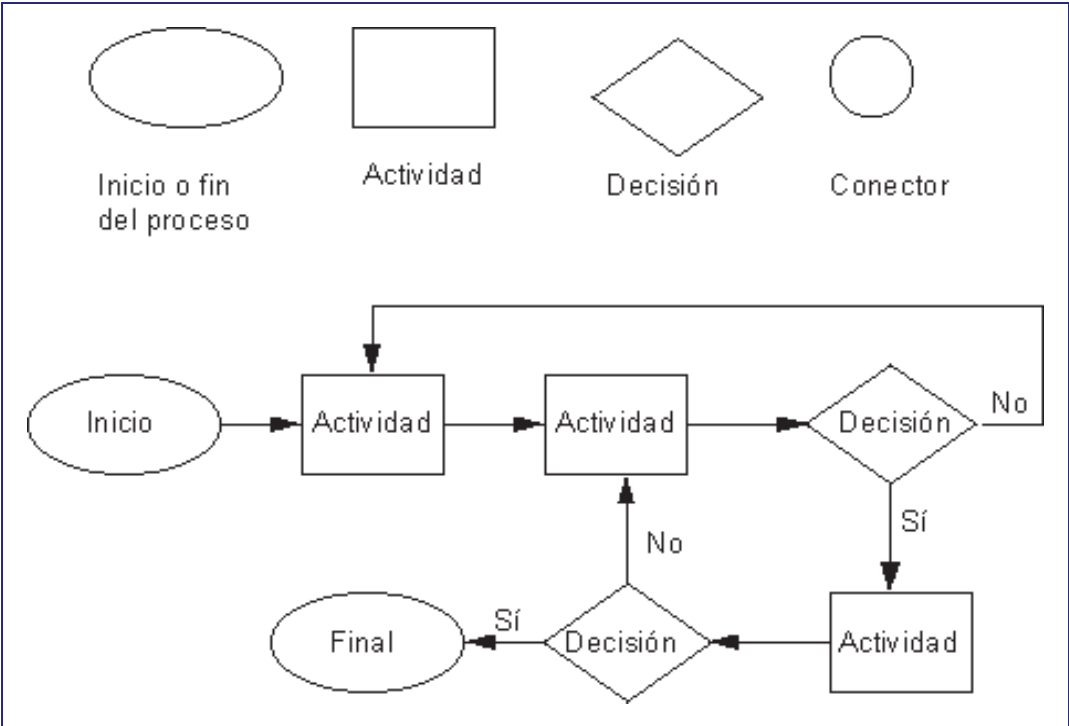 Inicio o fin
del proceso
Actividad
Decisión
Conector
Inicio
Actividad
Actividad
Decisión
No
Sí
No
Final
Sí
Decisión
Actividad